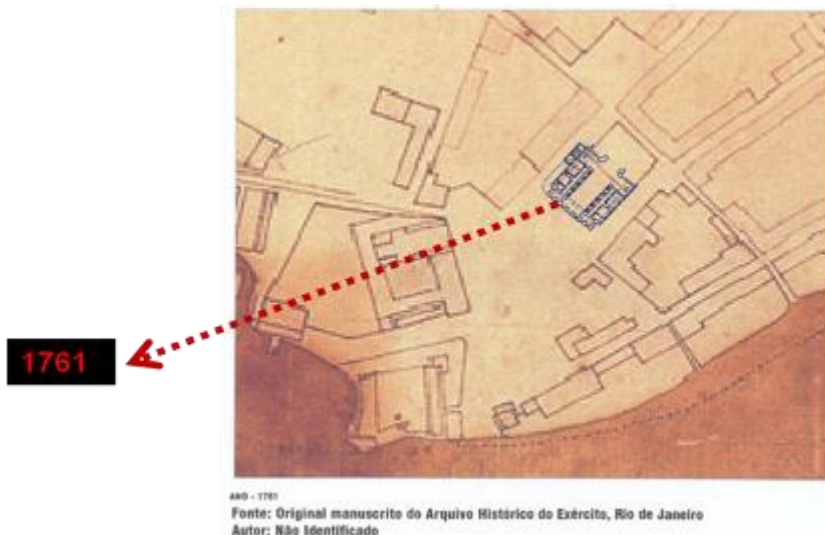 1761
ANO - 1761
Fonte: Original manuscrito do Arquivo Histórico do Exército, Rio de Janeiro
Autor: Não Identificado